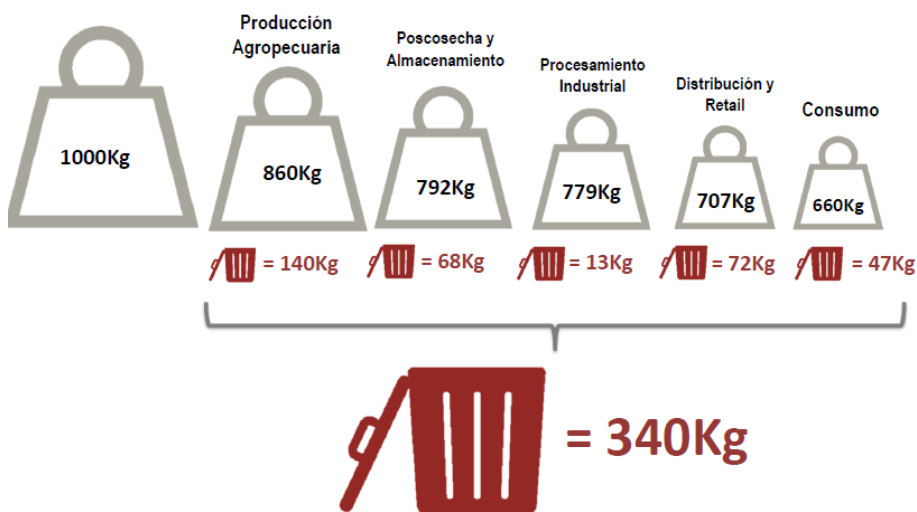 Producción
Agropecuaria
Poscosecha y
Almacenamiento
Procesamiento
Industrial
Distribución y
Retail
Consumo
1000Kg
860Kg
792Kg
779Kg
707Kg
660Kg
= 140Kg
= 68Kg
= 13Kg
= 72Kg
= 47Kg
= 340Kg